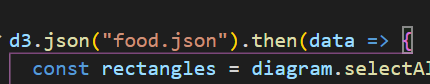 d3.json("food.json").then(data => {
const rectangles = diagram.selectAl